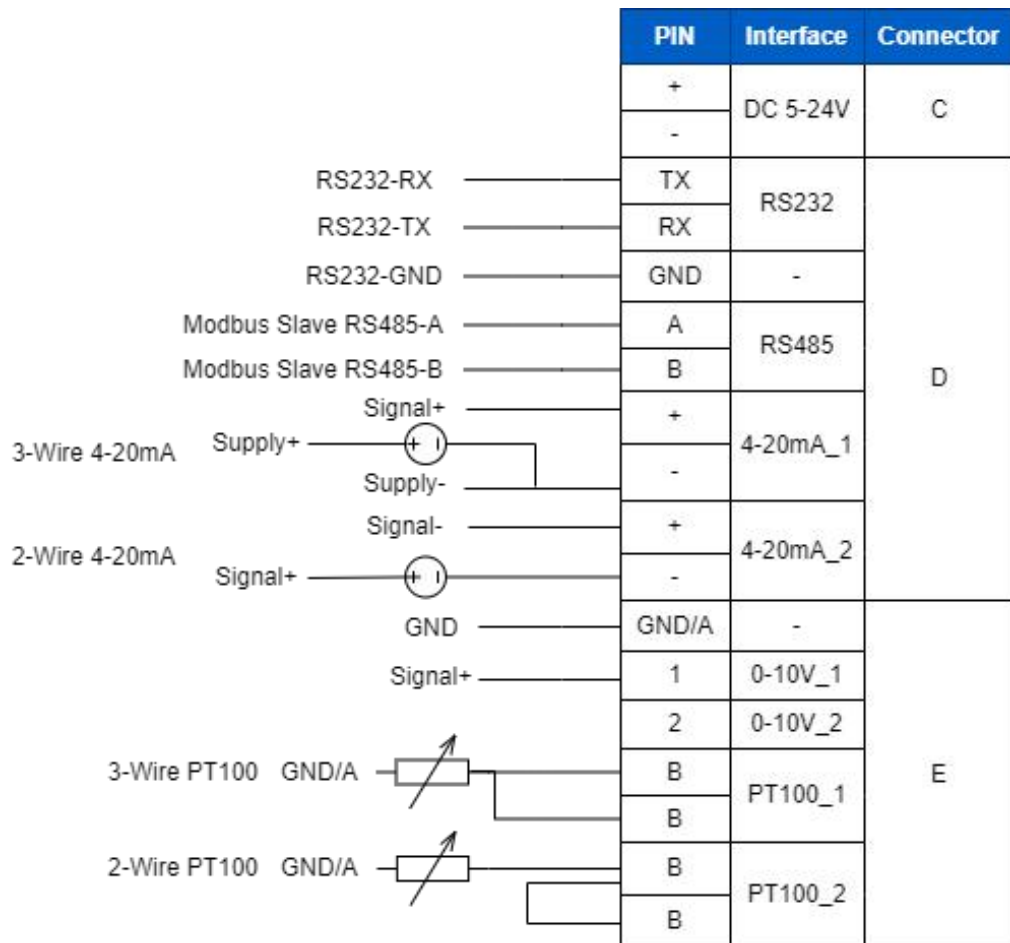 PIN Interface Connector
+
DC 5-24V C
-
RS232-RX TX
RS232
RS232-TX RX
RS232-GND GND -
Modbus Slave RS485-A A
RS485
Modbus Slave RS485-B B
D
Signal+ +
3-Wire 4-20mA Supply+ 4-20mA_1
Supply- -
Signal- +
2-Wire 4-20mA 4-20mA_2
Signal+ -
GND GND/A -
Signal+ 1 0-10V_1
2 0-10V_2
3-Wire PT100 GND/A B E
PT100_1
B
2-Wire PT100 GND/A B
PT100_2
B